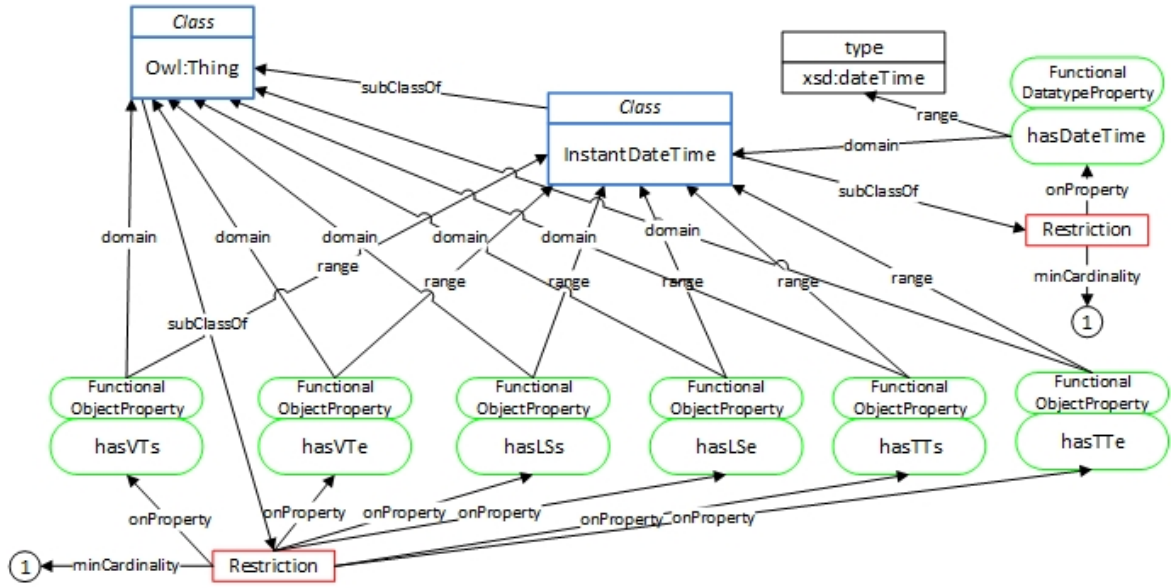 Class
Owl:Thing
type
xsd:dateTime
Functional
DatatypeProperty
hasDateTime
subClassOf
Class
InstantDateTime
range
domain
subClassOf
onProperty
Restriction
minCardinality
1
domain
domain
domain
domain
domain
domain
range
range
range
range
range
range
subClassOf
Functional
ObjectProperty
hasVTs
Functional
ObjectProperty
hasVTe
Functional
ObjectProperty
hasLSs
Functional
ObjectProperty
hasLSe
Functional
ObjectProperty
hasTTs
Functional
ObjectProperty
hasTTe
onProperty
onProperty
onProperty
onProperty
onProperty
onProperty
1
minCardinality
Restriction